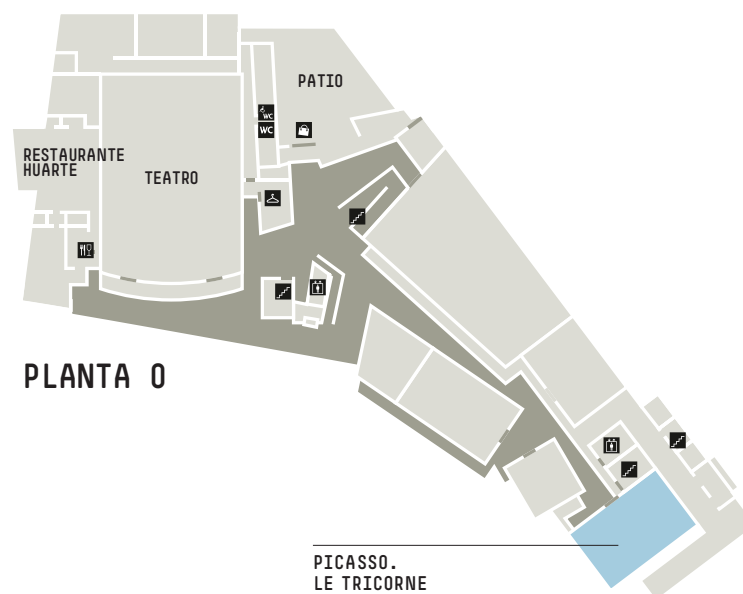 PATIO
WC
WC
RESTAURANTE
HUARTE
TEATRO
PLANTA 0
PICASSO.
LE TRICORNE